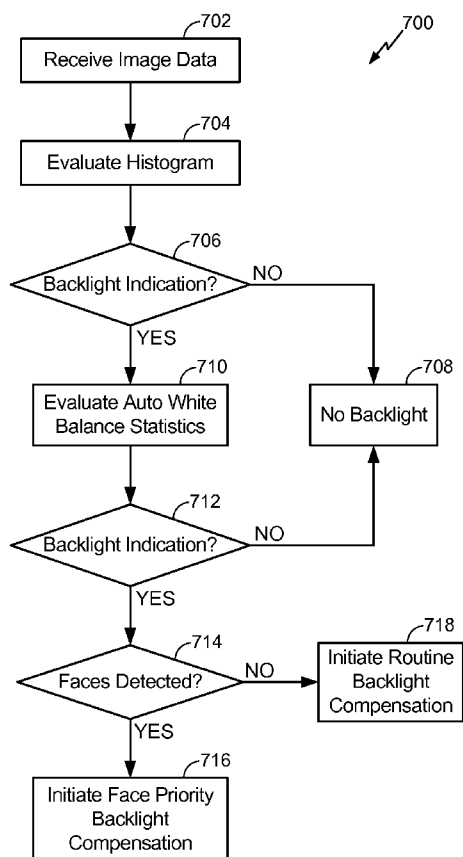 702
700
Receive Image Data
704
Evaluate Histogram
706
Backlight Indication?
NO
YES
710
708
Evaluate Auto White
Balance Statistics
No Backlight
712
Backlight Indication?
NO
YES
714
718
Faces Detected?
NO
Initiate Routine
Backlight
Compensation
YES
716
Initiate Face Priority
Backlight
Compensation